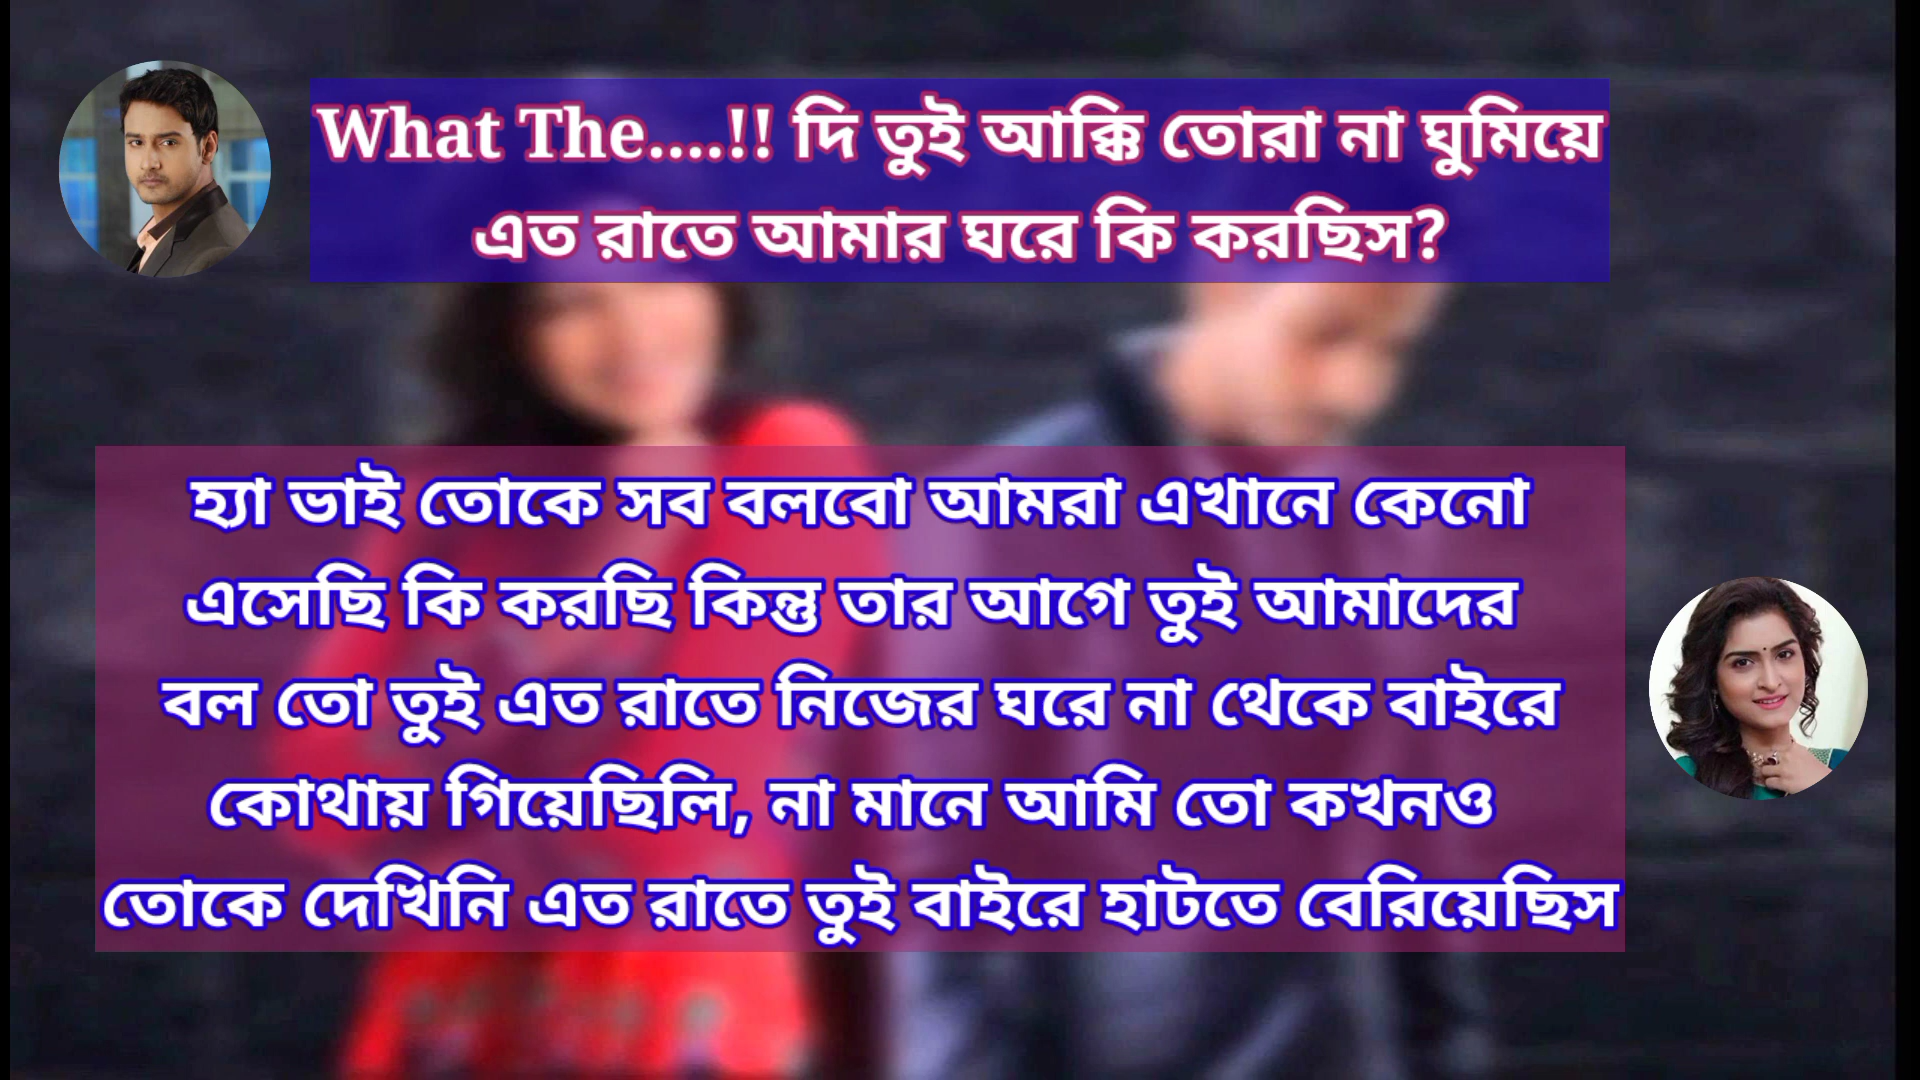 What The....!! দি তুই আক্কি তোরা না ঘুমিয়ে
এত রাতে আমার ঘরে কি করছিস?
হ্যা ভাই তোকে সব বলবো আমরা এখানে কেনো
এসেছি কি করছি কিন্তু তার আগে তুই আমাদের
বল তো তুই এত রাতে নিজের ঘরে না থেকে বাইরে
কোথায় গিয়েছিলি, না মানে আমি তো কখনও
তোকে দেখিনি এত রাতে তুই বাইরে হাটতে বেরিয়েছিস